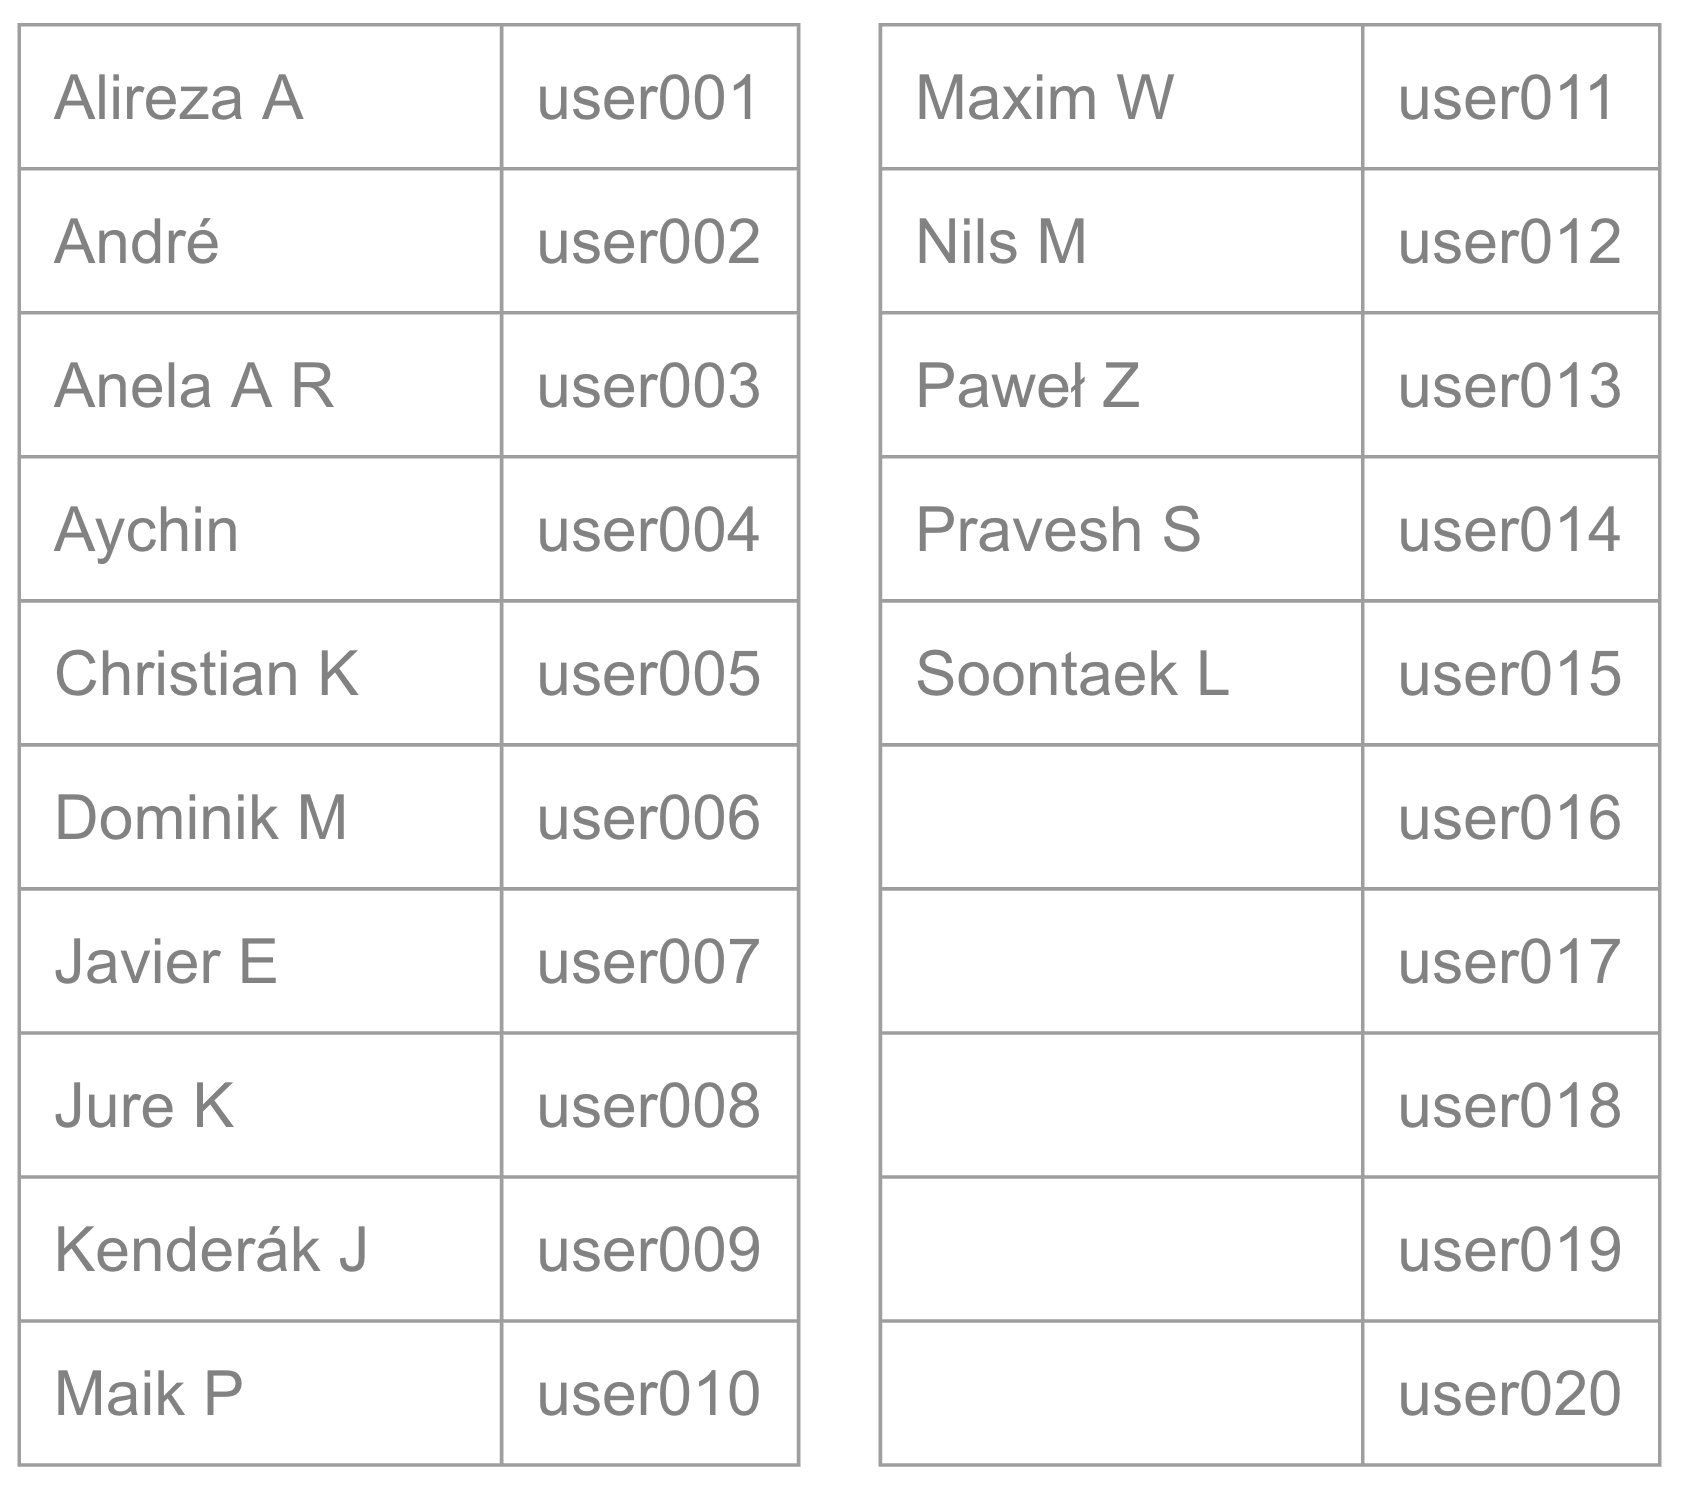 Alireza A user001
André user002
Anela A R user003
Aychin user004
Christian K user005
Dominik M user006
Javier E user007
Jure K user008
Kenderák J user009
Maik P user010
Maxim W user011
Nils M user012
Paweł Z user013
Pravesh S user014
Soontaek L user015
user016
user017
user018
user019
user020